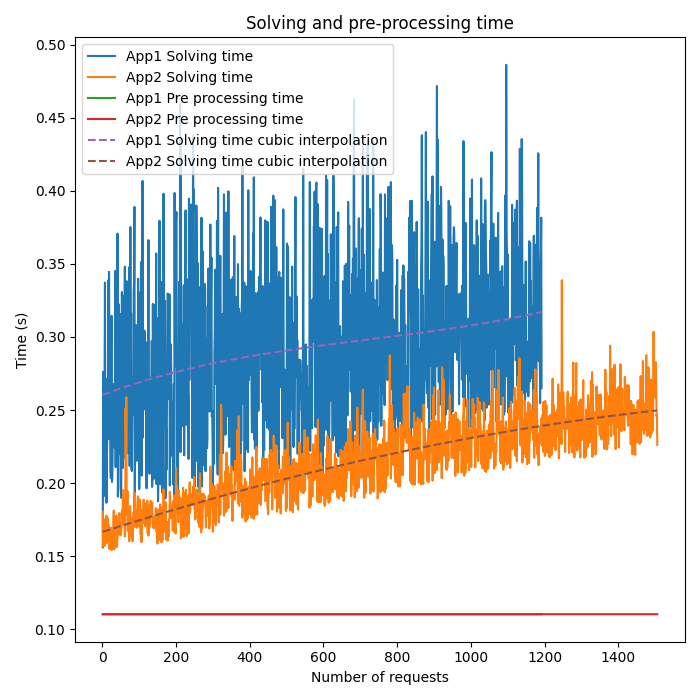 Solving and pre-processing time
0.50
0.45
0.40
0.35
0.30
0.25
0.20
0.15
0.10
Time (s)
App1 Solving time
App2 Solving time
App1 Pre processing time
App2 Pre processing time
App1 Solving time cubic interpolation
App2 Solving time cubic interpolation
0 200 400 600 800 1000 1200 1400
Number of requests